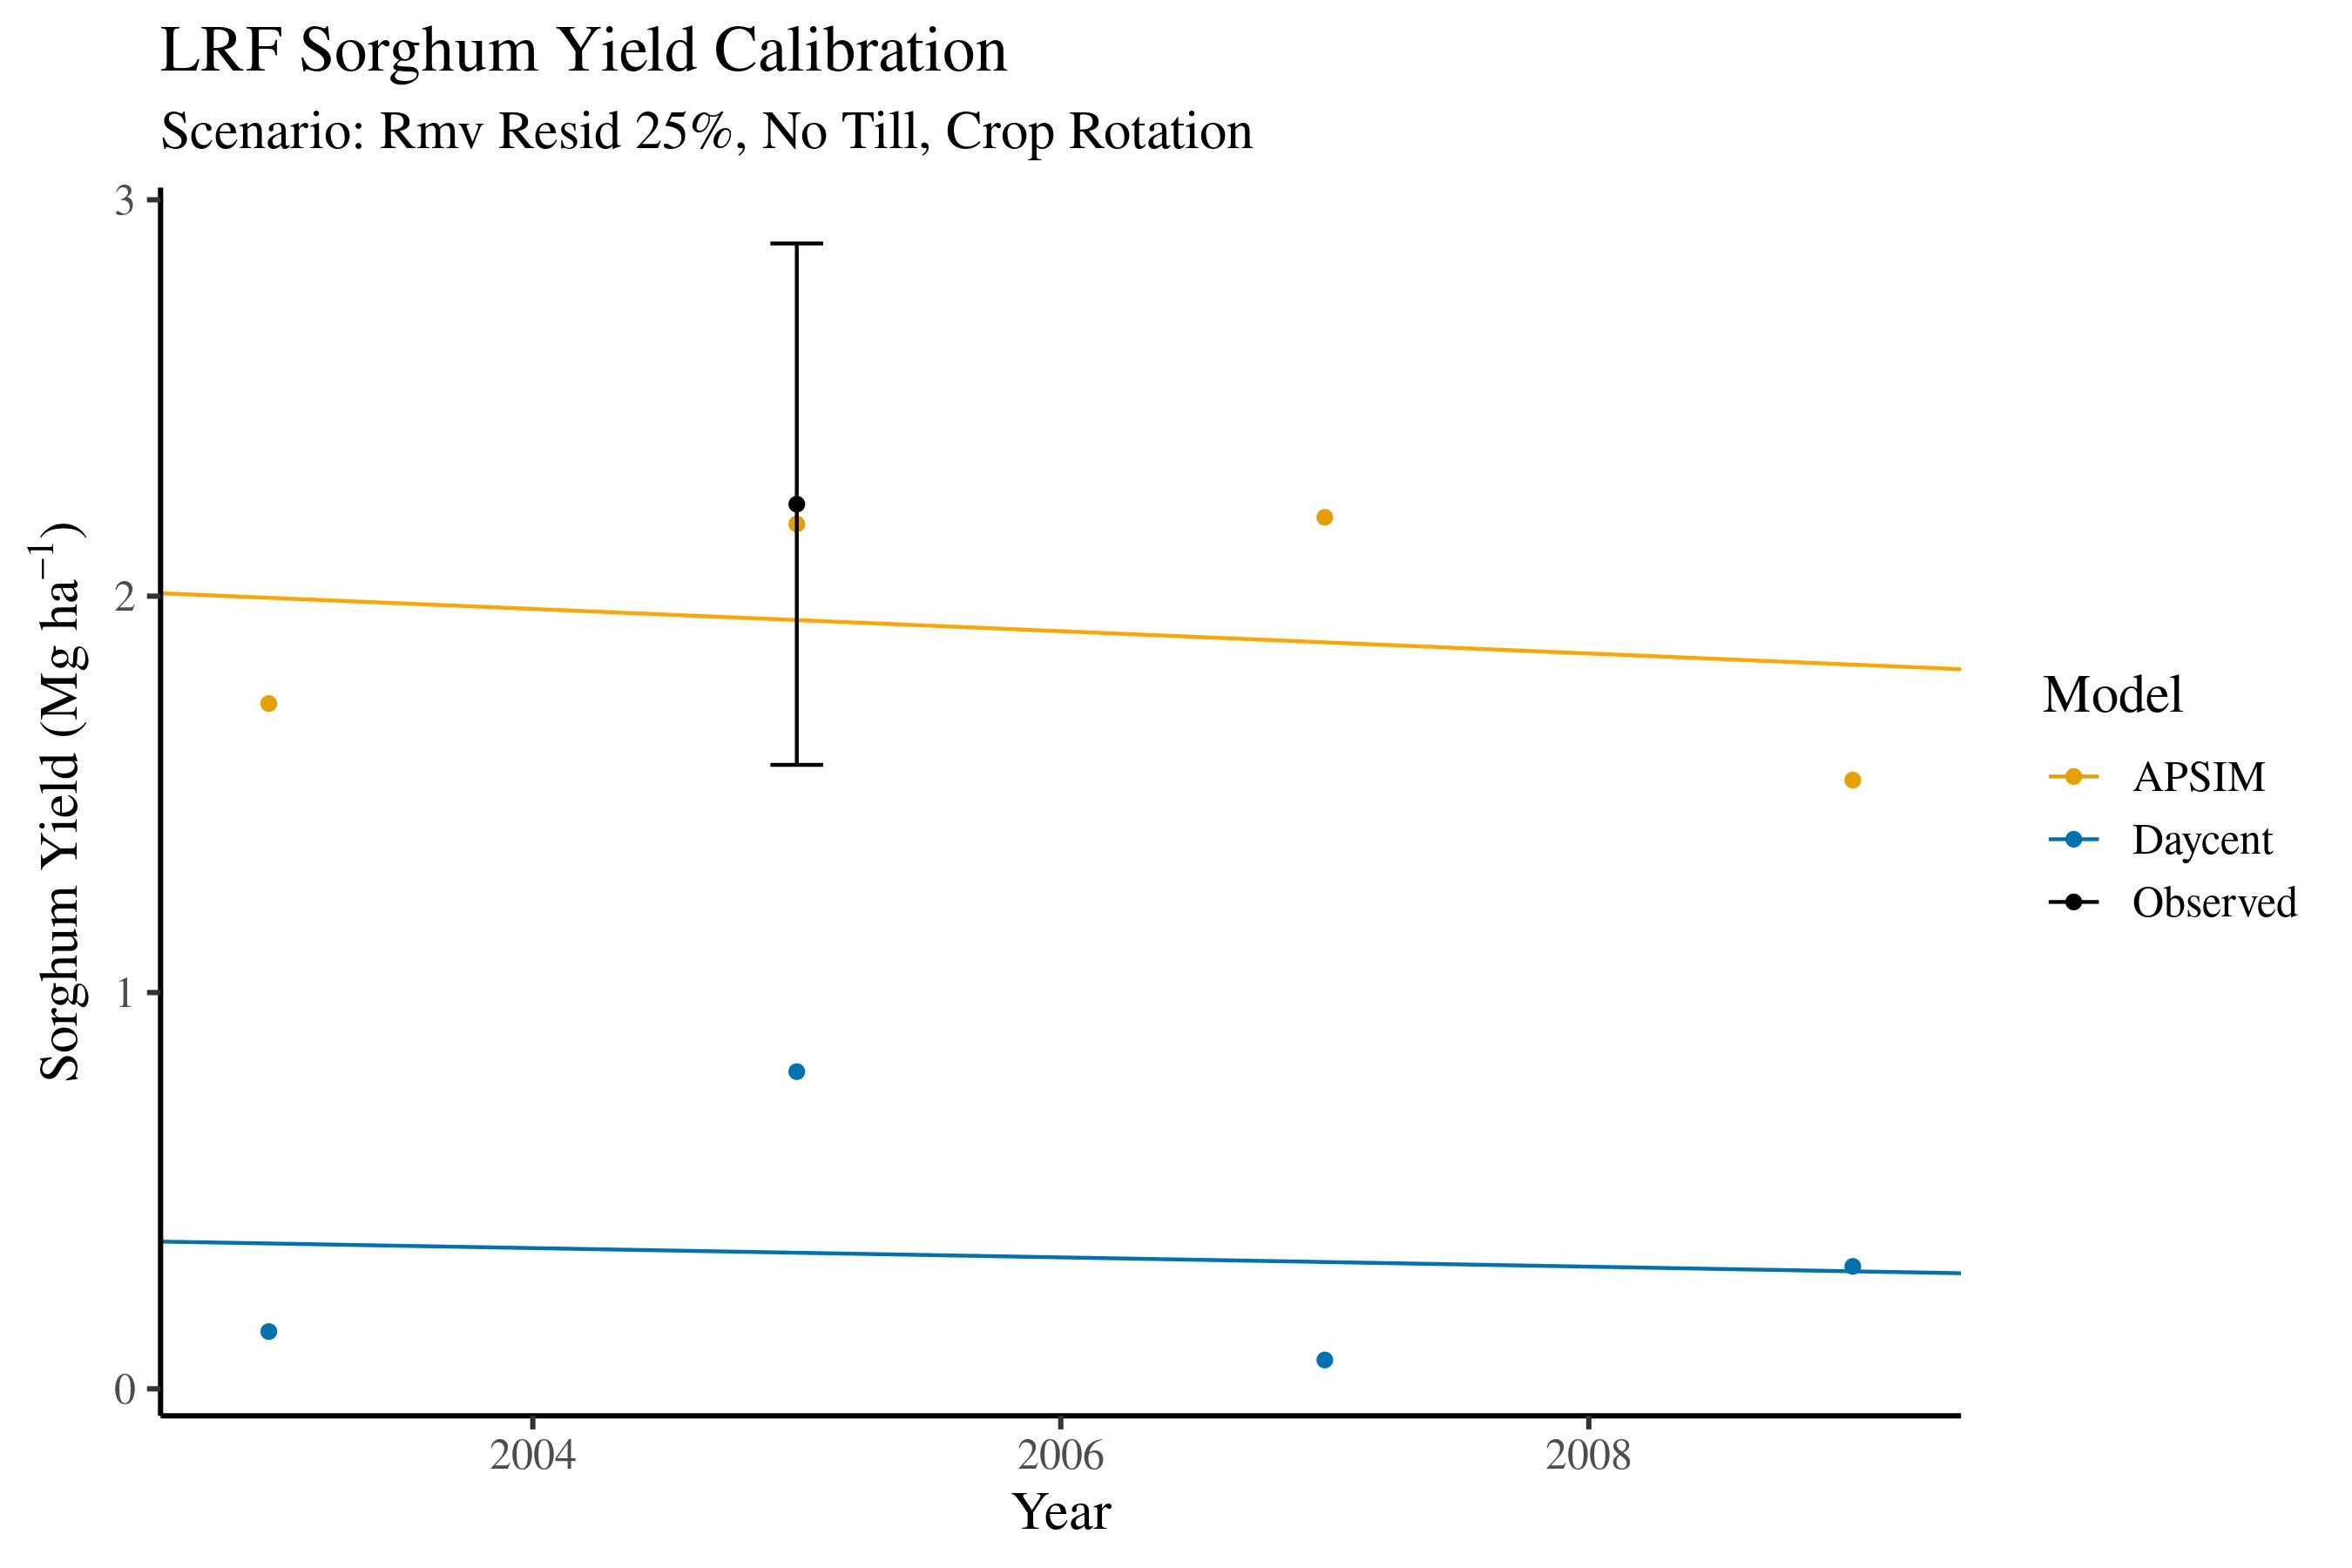 LRF Sorghum Yield Calibration
Scenario: Rmv Resid 25%, No Till, Crop Rotation
Sorghum Yield (Mg ha⁻¹)
3
2
1
0
2004 2006 2008
Year
Model
APSIM
Daycent
Observed